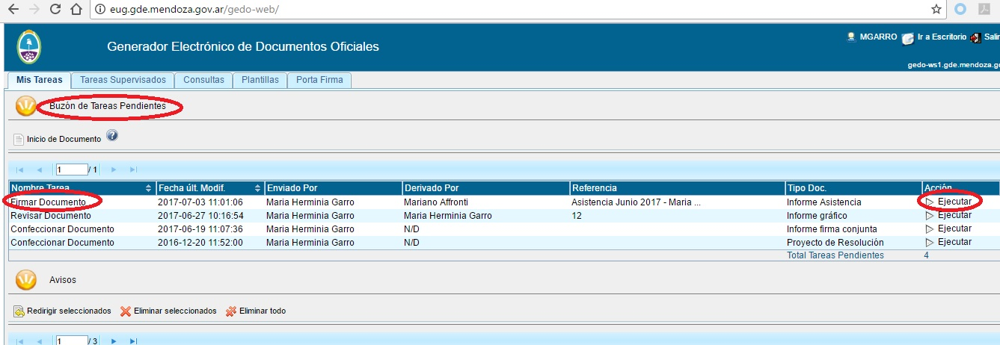 eug.gde.mendoza.gov.ar/gedo-web/
Generador Electrónico de Documentos Oficiales
MGARRO Ir a Escritorio Salir
gedo-ws1.gde.mendoza.go
Mis Tareas Tareas Supervisados Consultas Plantillas Porta Firma
Buzón de Tareas Pendientes
Inicio de Documento ?
1 / 1
Nombre Tarea Fecha últ. Modif. Enviado Por Derivado Por Referencia Tipo Doc. Acción
Firmar Documento 2017-07-03 11:01:06 Maria Herminia Garro Mariano Affronti Asistencia Junio 2017 - Maria ... Informe Asistencia Ejecutar
Revisar Documento 2017-06-27 10:16:54 Maria Herminia Garro Maria Herminia Garro 12 Informe gráfico Ejecutar
Confeccionar Documento 2017-06-19 11:07:36 Maria Herminia Garro N/D Informe firma conjunta Ejecutar
Confeccionar Documento 2016-12-20 11:52:00 Maria Herminia Garro N/D Proyecto de Resolución Ejecutar
Total Tareas Pendientes 4
Avisos
Redirigir seleccionados Eliminar seleccionados Eliminar todo
1 / 3